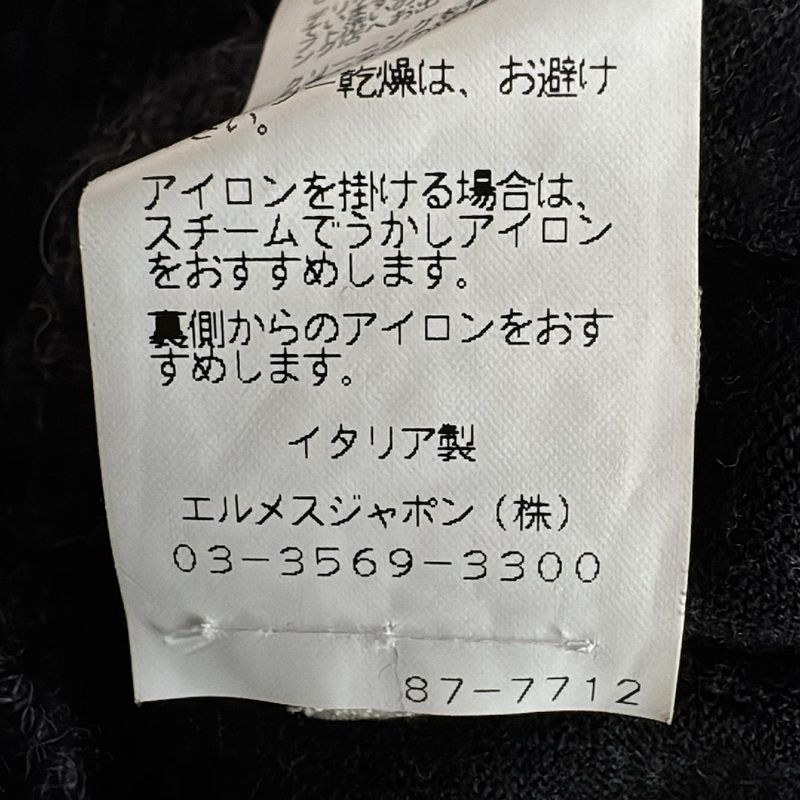 ー乾燥は、お避け
さい。
アイロンを掛ける場合は、
スチームでうかしアイロン
をおすすめします。
裏側からのアイロンをおす
すめします。
イタリア製
エルメスジャポン(株)
03-3569-3300
87-7712